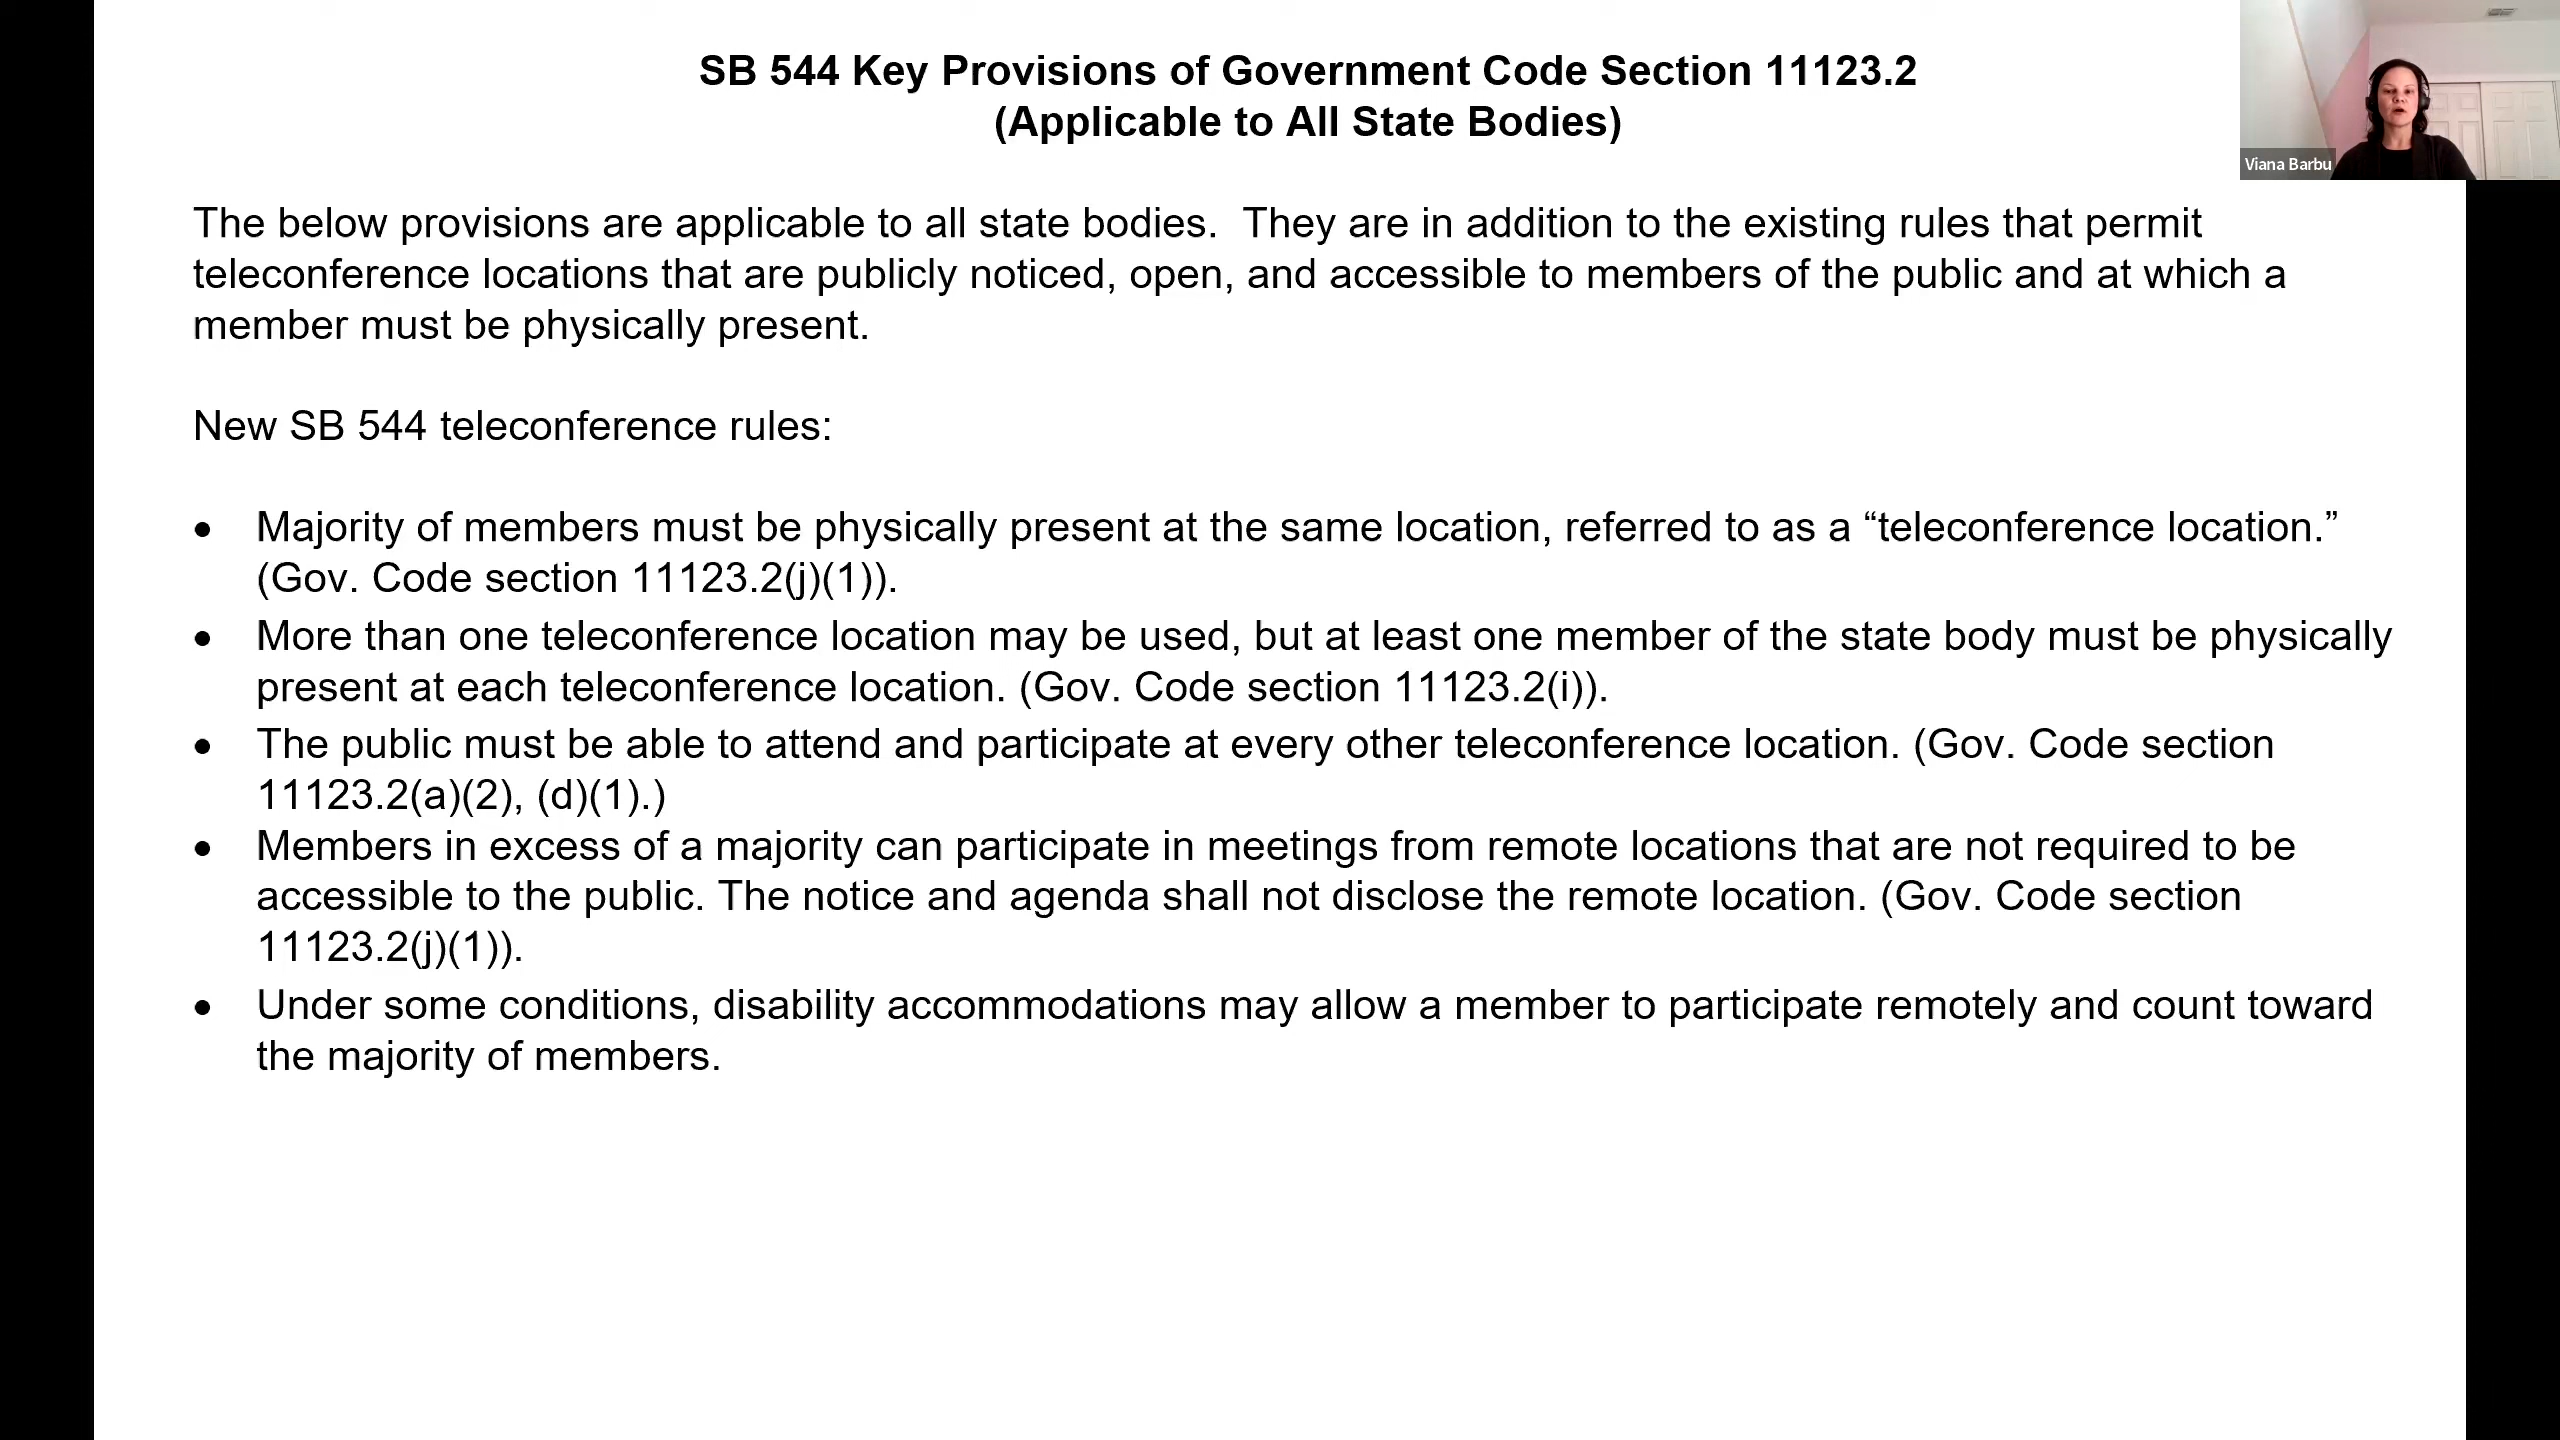 SB 544 Key Provisions of Government Code Section 11123.2
(Applicable to All State Bodies)
Viana Barbu
The below provisions are applicable to all state bodies.  They are in addition to the existing rules that permit
teleconference locations that are publicly noticed, open, and accessible to members of the public and at which a
member must be physically present.
New SB 544 teleconference rules:
• Majority of members must be physically present at the same location, referred to as a “teleconference location.”
(Gov. Code section 11123.2(j)(1)).
• More than one teleconference location may be used, but at least one member of the state body must be physically
present at each teleconference location. (Gov. Code section 11123.2(i)).
• The public must be able to attend and participate at every other teleconference location. (Gov. Code section
11123.2(a)(2), (d)(1).)
• Members in excess of a majority can participate in meetings from remote locations that are not required to be
accessible to the public. The notice and agenda shall not disclose the remote location. (Gov. Code section
11123.2(j)(1)).
• Under some conditions, disability accommodations may allow a member to participate remotely and count toward
the majority of members.